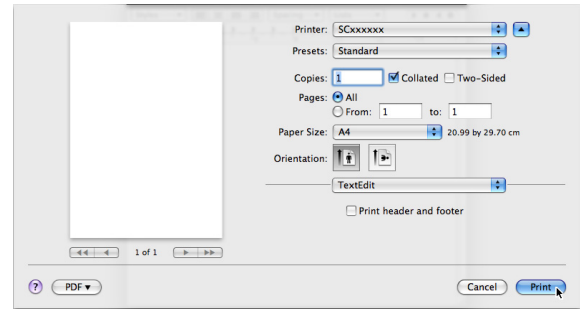 Printer: SCxxxxxx
Presets: Standard
Copies: 1 Collated Two-Sided
Pages: All
From: 1 to: 1
Paper Size: A4 20.99 by 29.70 cm
Orientation:
TextEdit
Print header and footer
1 of 1
? PDF Cancel Print